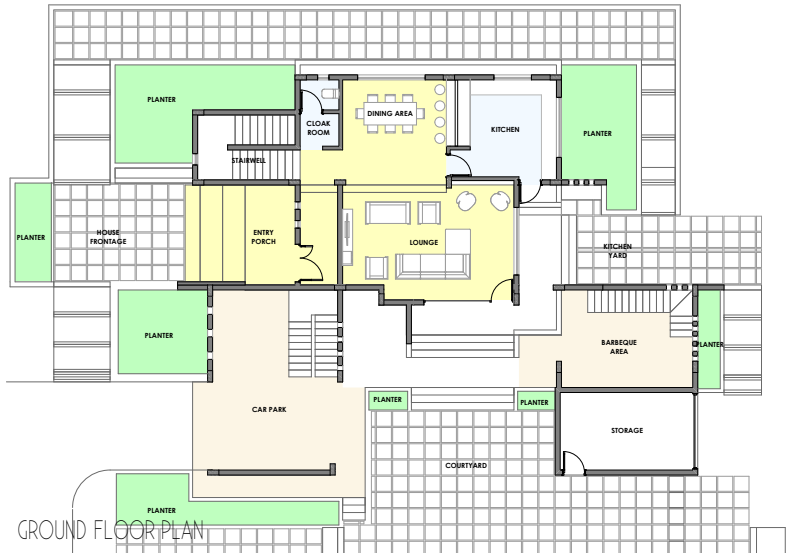 PLANTER
DINING AREA
CLOAK
ROOM
KITCHEN
PLANTER
STAIRWELL
PLANTER
HOUSE
FRONTAGE
ENTRY
PORCH
LOUNGE
KITCHEN
YARD
PLANTER
BARBEQUE
AREA
PLANTER
CAR PARK
PLANTER
PLANTER
STORAGE
COURTYARD
PLANTER
GROUND FLOOR PLAN